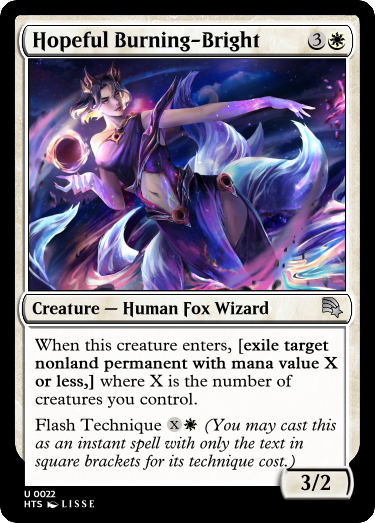 Hopeful Burning-Bright 3
Creature — Human Fox Wizard
When this creature enters, [exile target
nonland permanent with mana value X
or less,] where X is the number of
creatures you control.
Flash Technique X (You may cast this
as an instant spell with only the text in
square brackets for its technique cost.)
3/2
U 0022
HTS LISSE